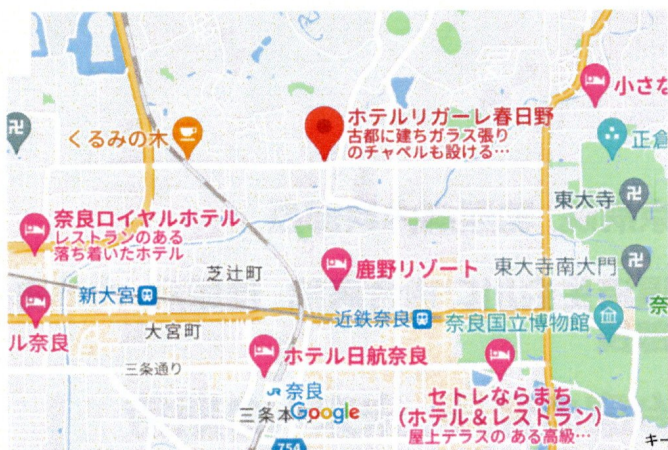 小さな
ホテルリガーレ春日野
古都に建ちガラス張り
のチャペルも設ける…
くるみの木
卍
正倉
東大寺
卍
奈良ロイヤルホテル
レストランのある
落ち着いたホテル
芝辻町
鹿野リゾート
東大寺南大門
卍
新大宮
奈
ル奈良
大宮町
近鉄奈良
奈良国立博物館
三条通り
ホテル日航奈良
JR 奈良
三条本
Google
セトレならまち
(ホテル&レストラン)
屋上テラスの ある高級…
754
キー